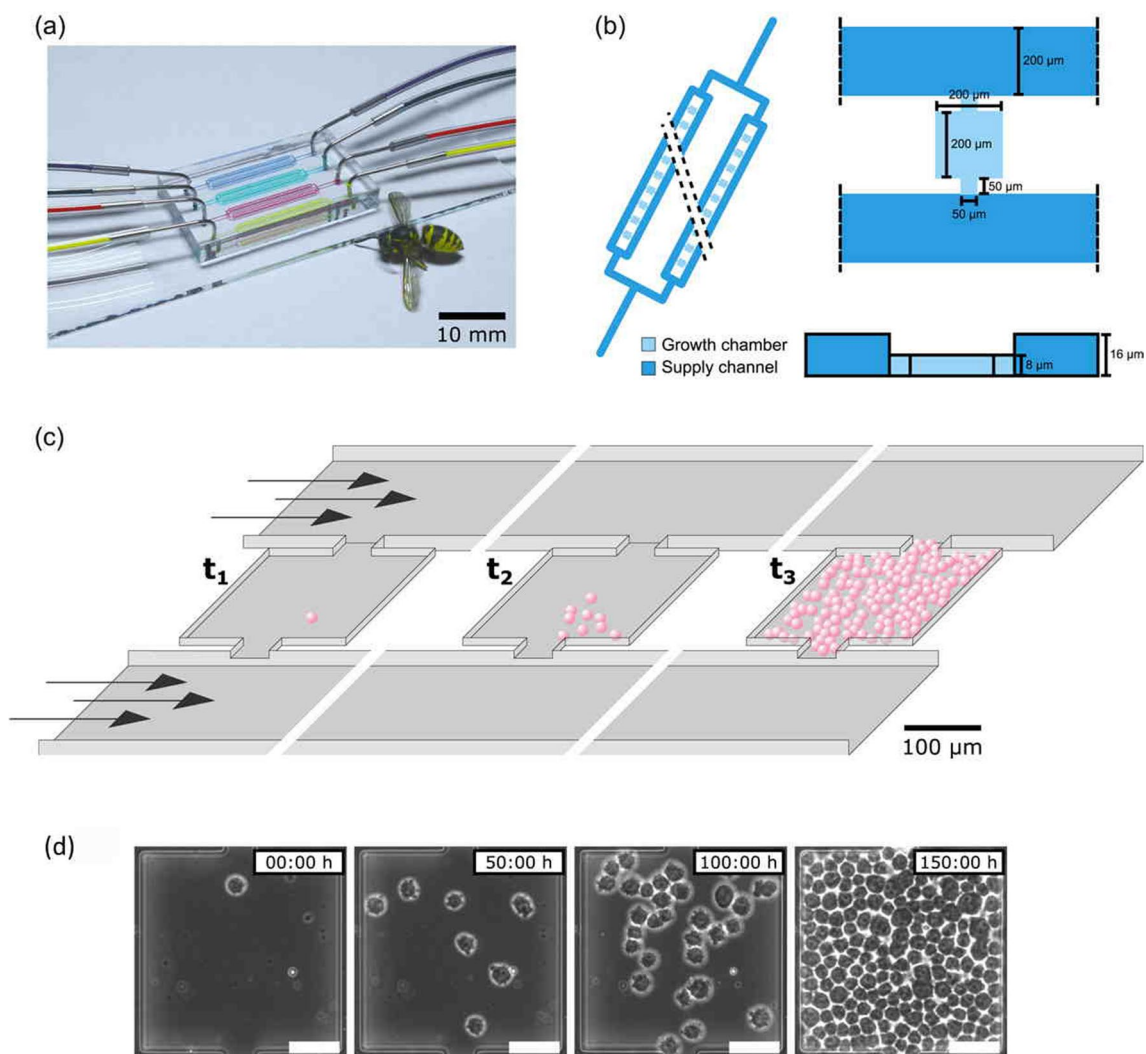 (a)
10 mm
(b)
200 µm
200 µm
200 µm
50 µm
50 µm
Growth chamber
Supply channel
16 µm
8 µm
(c)
t₁
t₂
t₃
100 µm
(d)
00:00 h
50:00 h
100:00 h
150:00 h